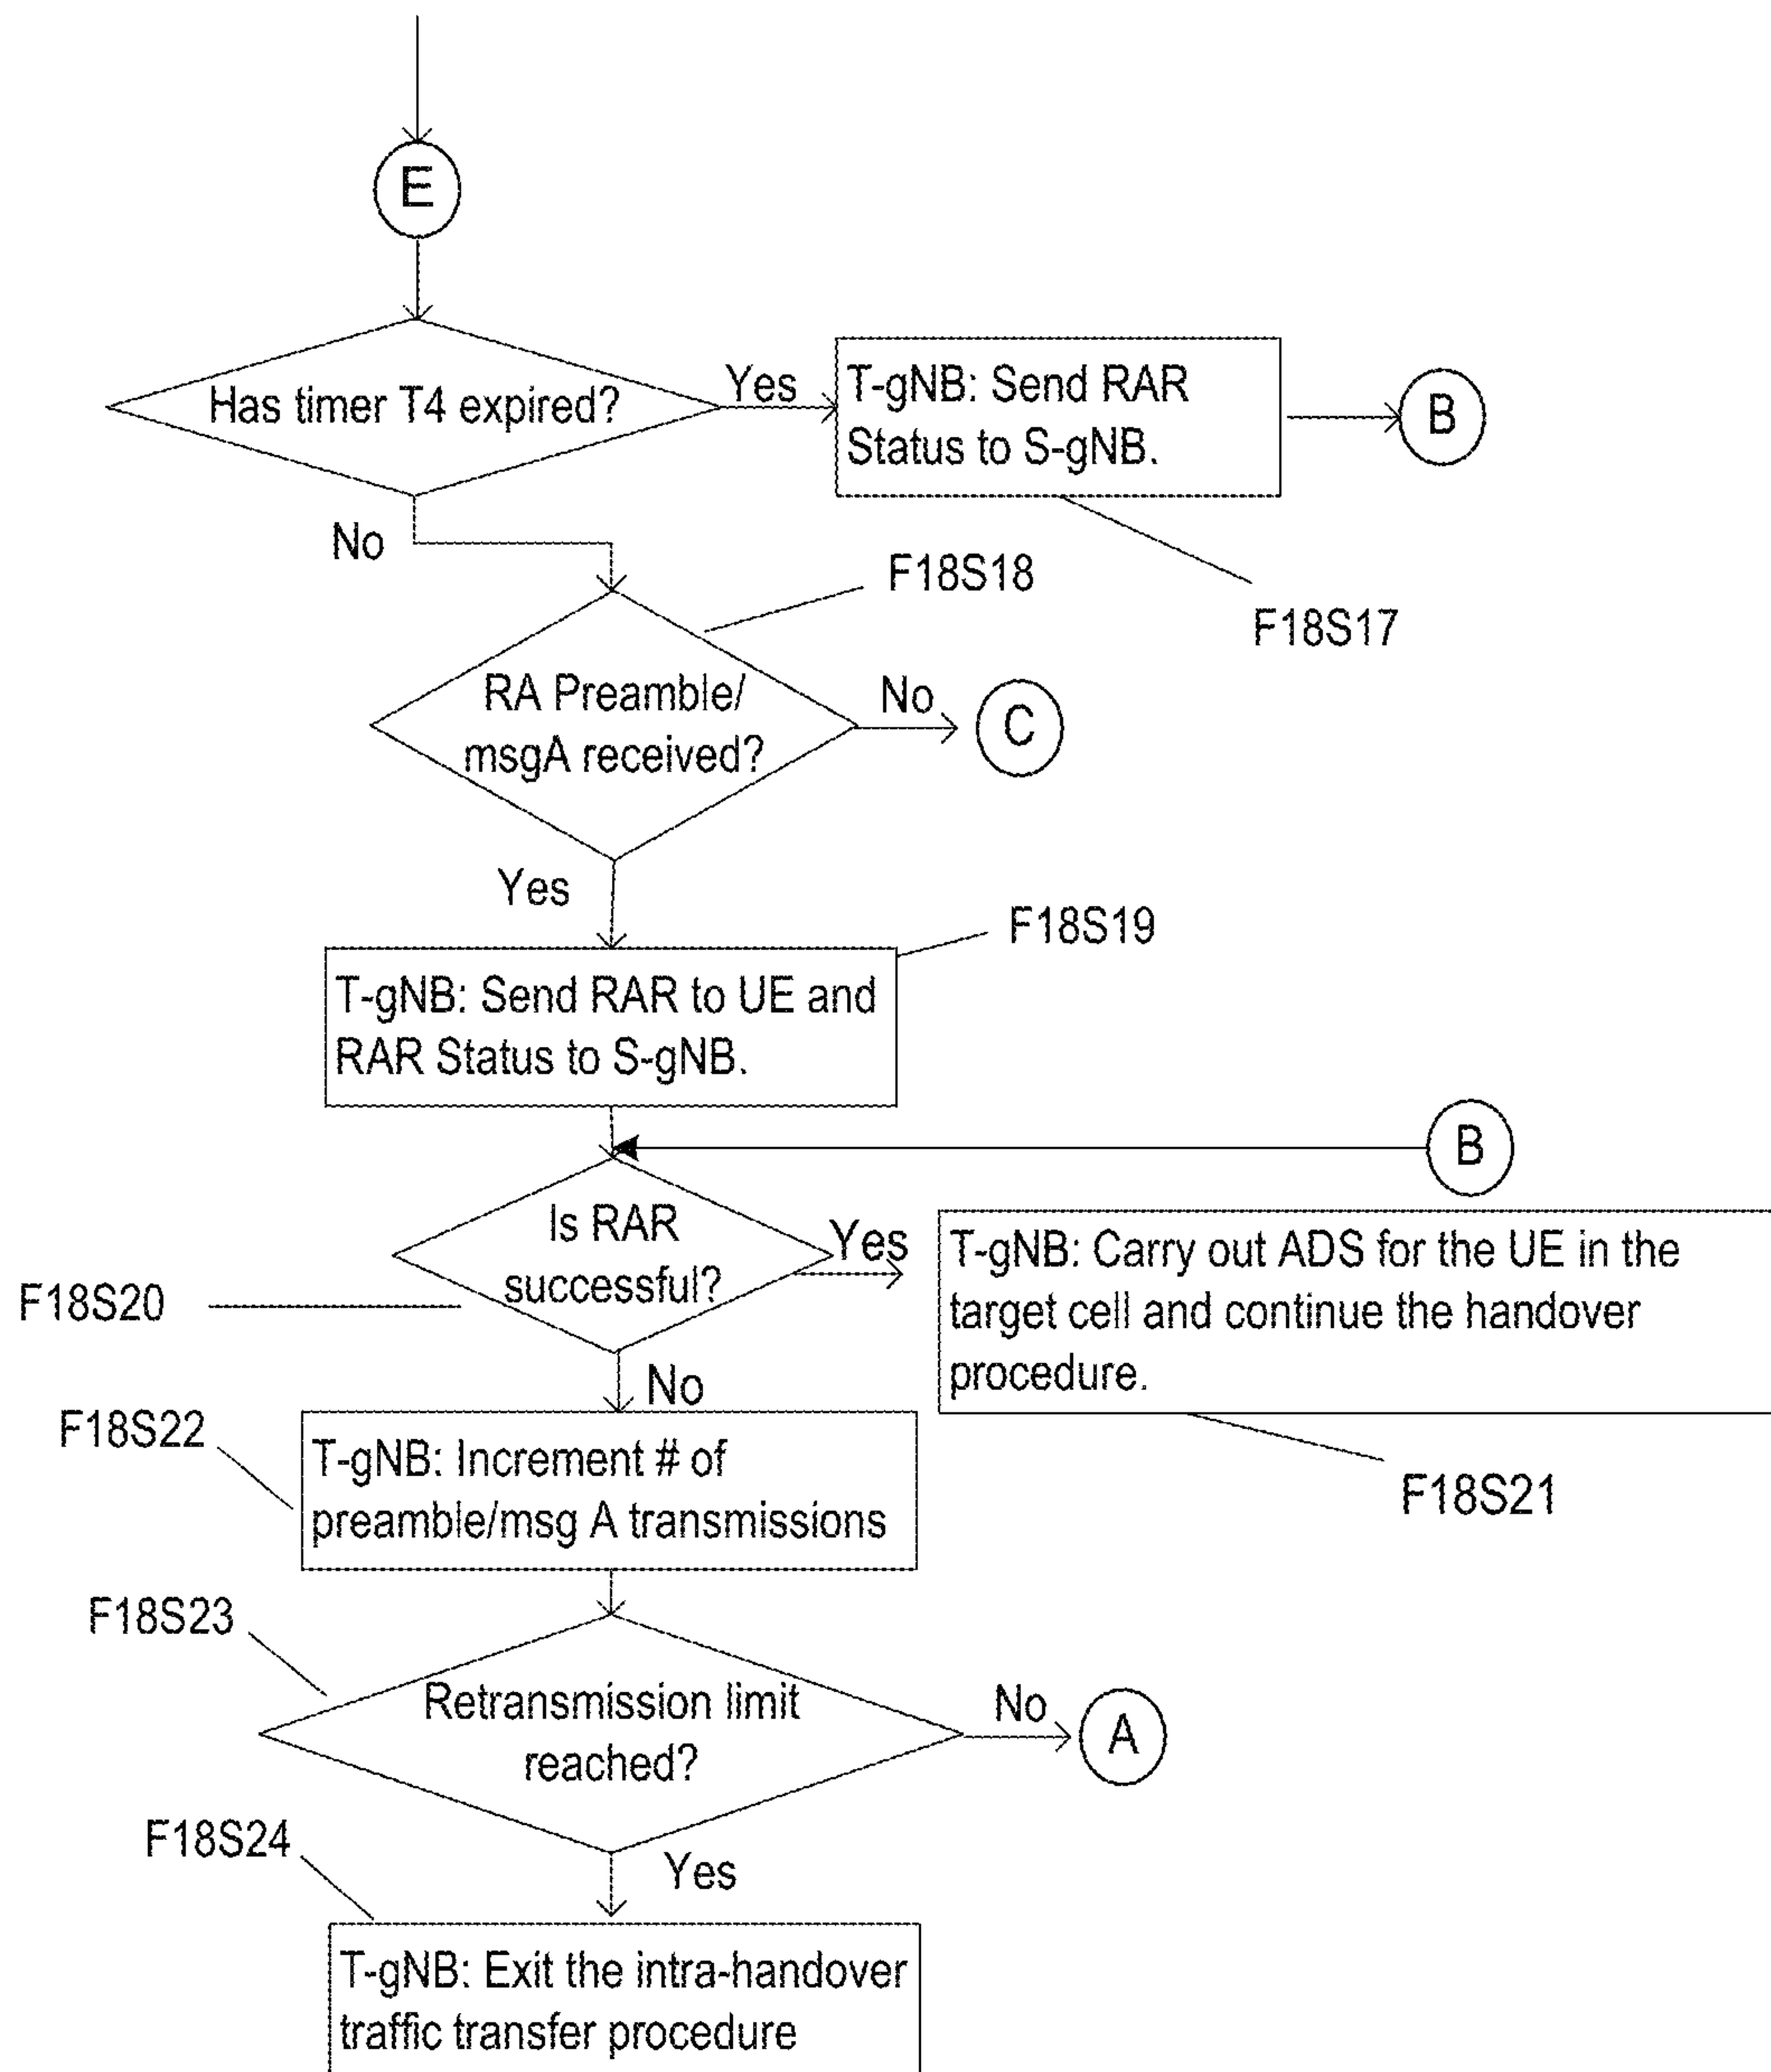 E
Has timer T4 expired?
Yes
T-gNB: Send RAR
Status to S-gNB.
B
No
F18S18
F18S17
RA Preamble/
msgA received?
No
C
Yes
F18S19
T-gNB: Send RAR to UE and
RAR Status to S-gNB.
B
Is RAR
successful?
Yes
T-gNB: Carry out ADS for the UE in the
target cell and continue the handover
procedure.
F18S20
No
F18S21
F18S22
T-gNB: Increment # of
preamble/msg A transmissions
F18S23
Retransmission limit
reached?
No
A
F18S24
Yes
T-gNB: Exit the intra-handover
traffic transfer procedure